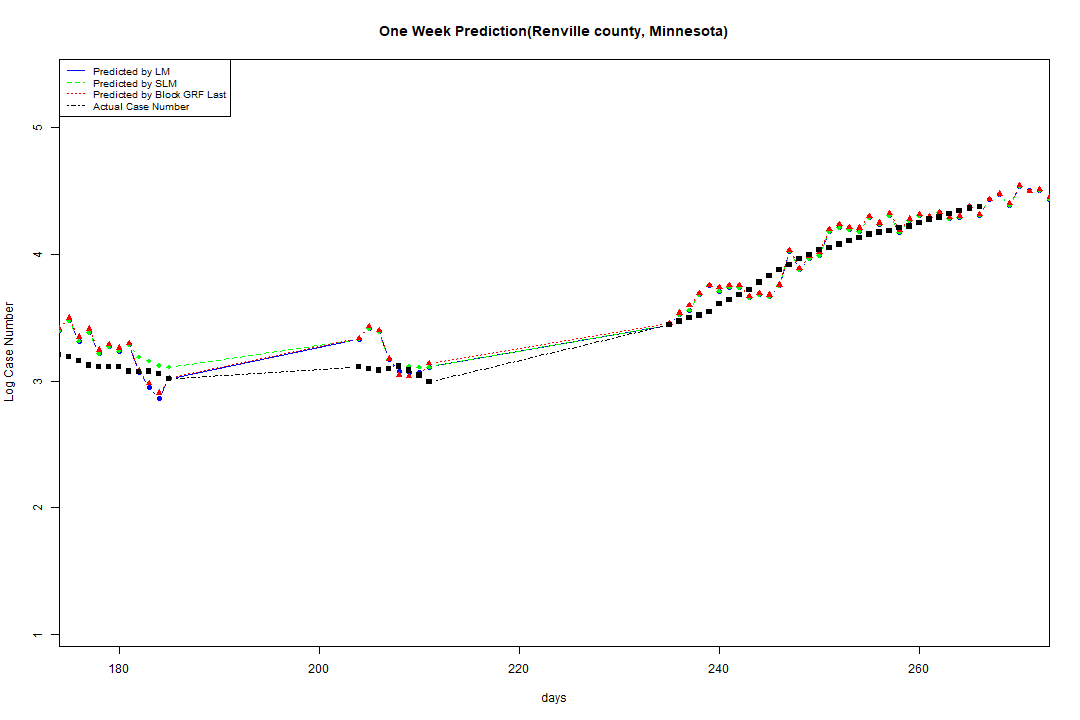 One Week Prediction(Renville county, Minnesota)
Predicted by LM
Predicted by SLM
Predicted by Block GRF Last
Actual Case Number
5
4
3
2
1
Log Case Number
180 200 220 240 260
days